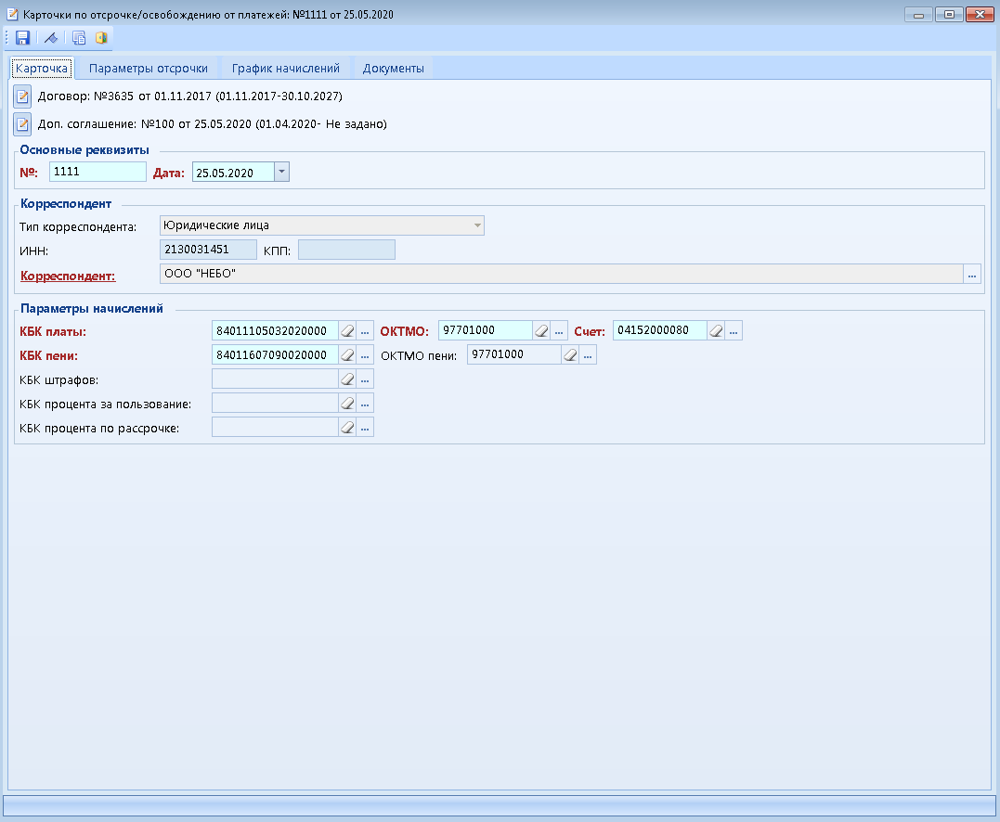 Карточки по отсрочке/освобождению от платежей: №1111 от 25.05.2020
Карточка Параметры отсрочки График начислений Документы
Договор: №3635 от 01.11.2017 (01.11.2017-30.10.2027)
Доп. соглашение: №100 от 25.05.2020 (01.04.2020- Не задано)
Основные реквизиты
№: 1111 Дата: 25.05.2020
Корреспондент
Тип корреспондента: Юридические лица
ИНН: 2130031451 КПП:
Корреспондент: ООО "НЕБО" ...
Параметры начислений
КБК платы: 84011105032020000 ... ОКТМО: 97701000 ... Счет: 04152000080 ...
КБК пени: 84011607090020000 ... ОКТМО пени: 97701000 ...
КБК штрафов: ...
КБК процента за пользование: ...
КБК процента по рассрочке: ...